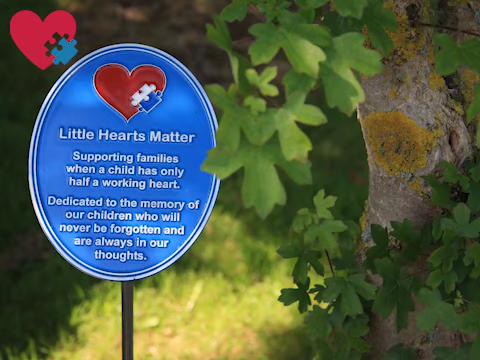 Little Hearts Matter
Supporting families
when a child has only
half a working heart.
Dedicated to the memory of
our children who will
never be forgotten and
are always in our
thoughts.